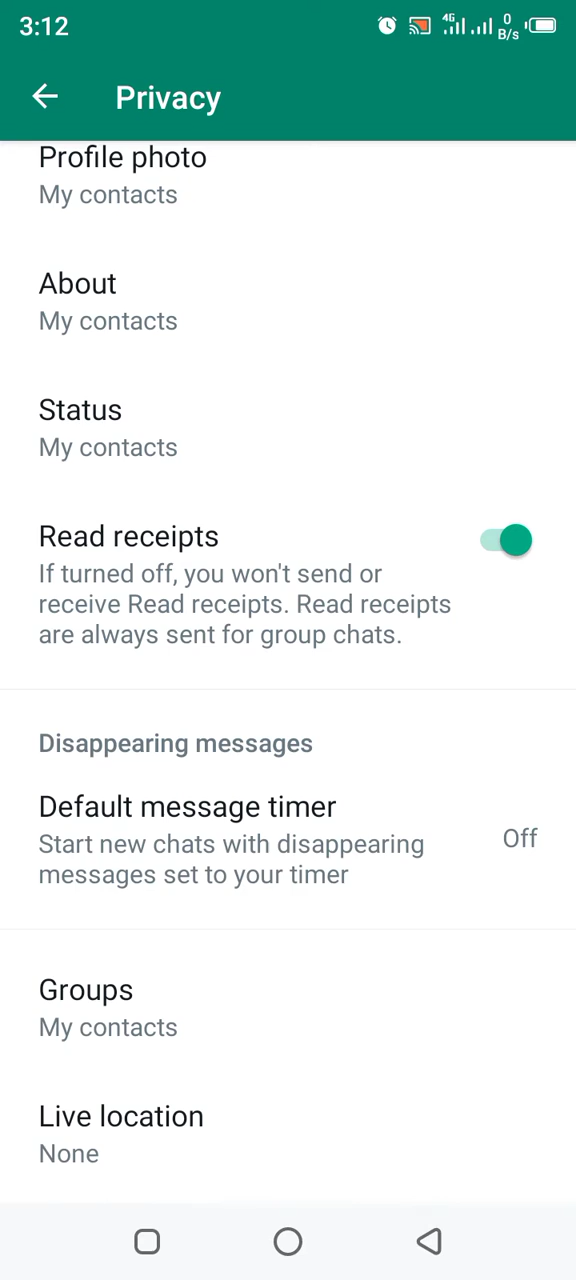 3:12
4G
0
B/s
Privacy
Profile photo
My contacts
About
My contacts
Status
My contacts
Read receipts
If turned off, you won't send or
receive Read receipts. Read receipts
are always sent for group chats.
Disappearing messages
Default message timer
Start new chats with disappearing
messages set to your timer
Off
Groups
My contacts
Live location
None